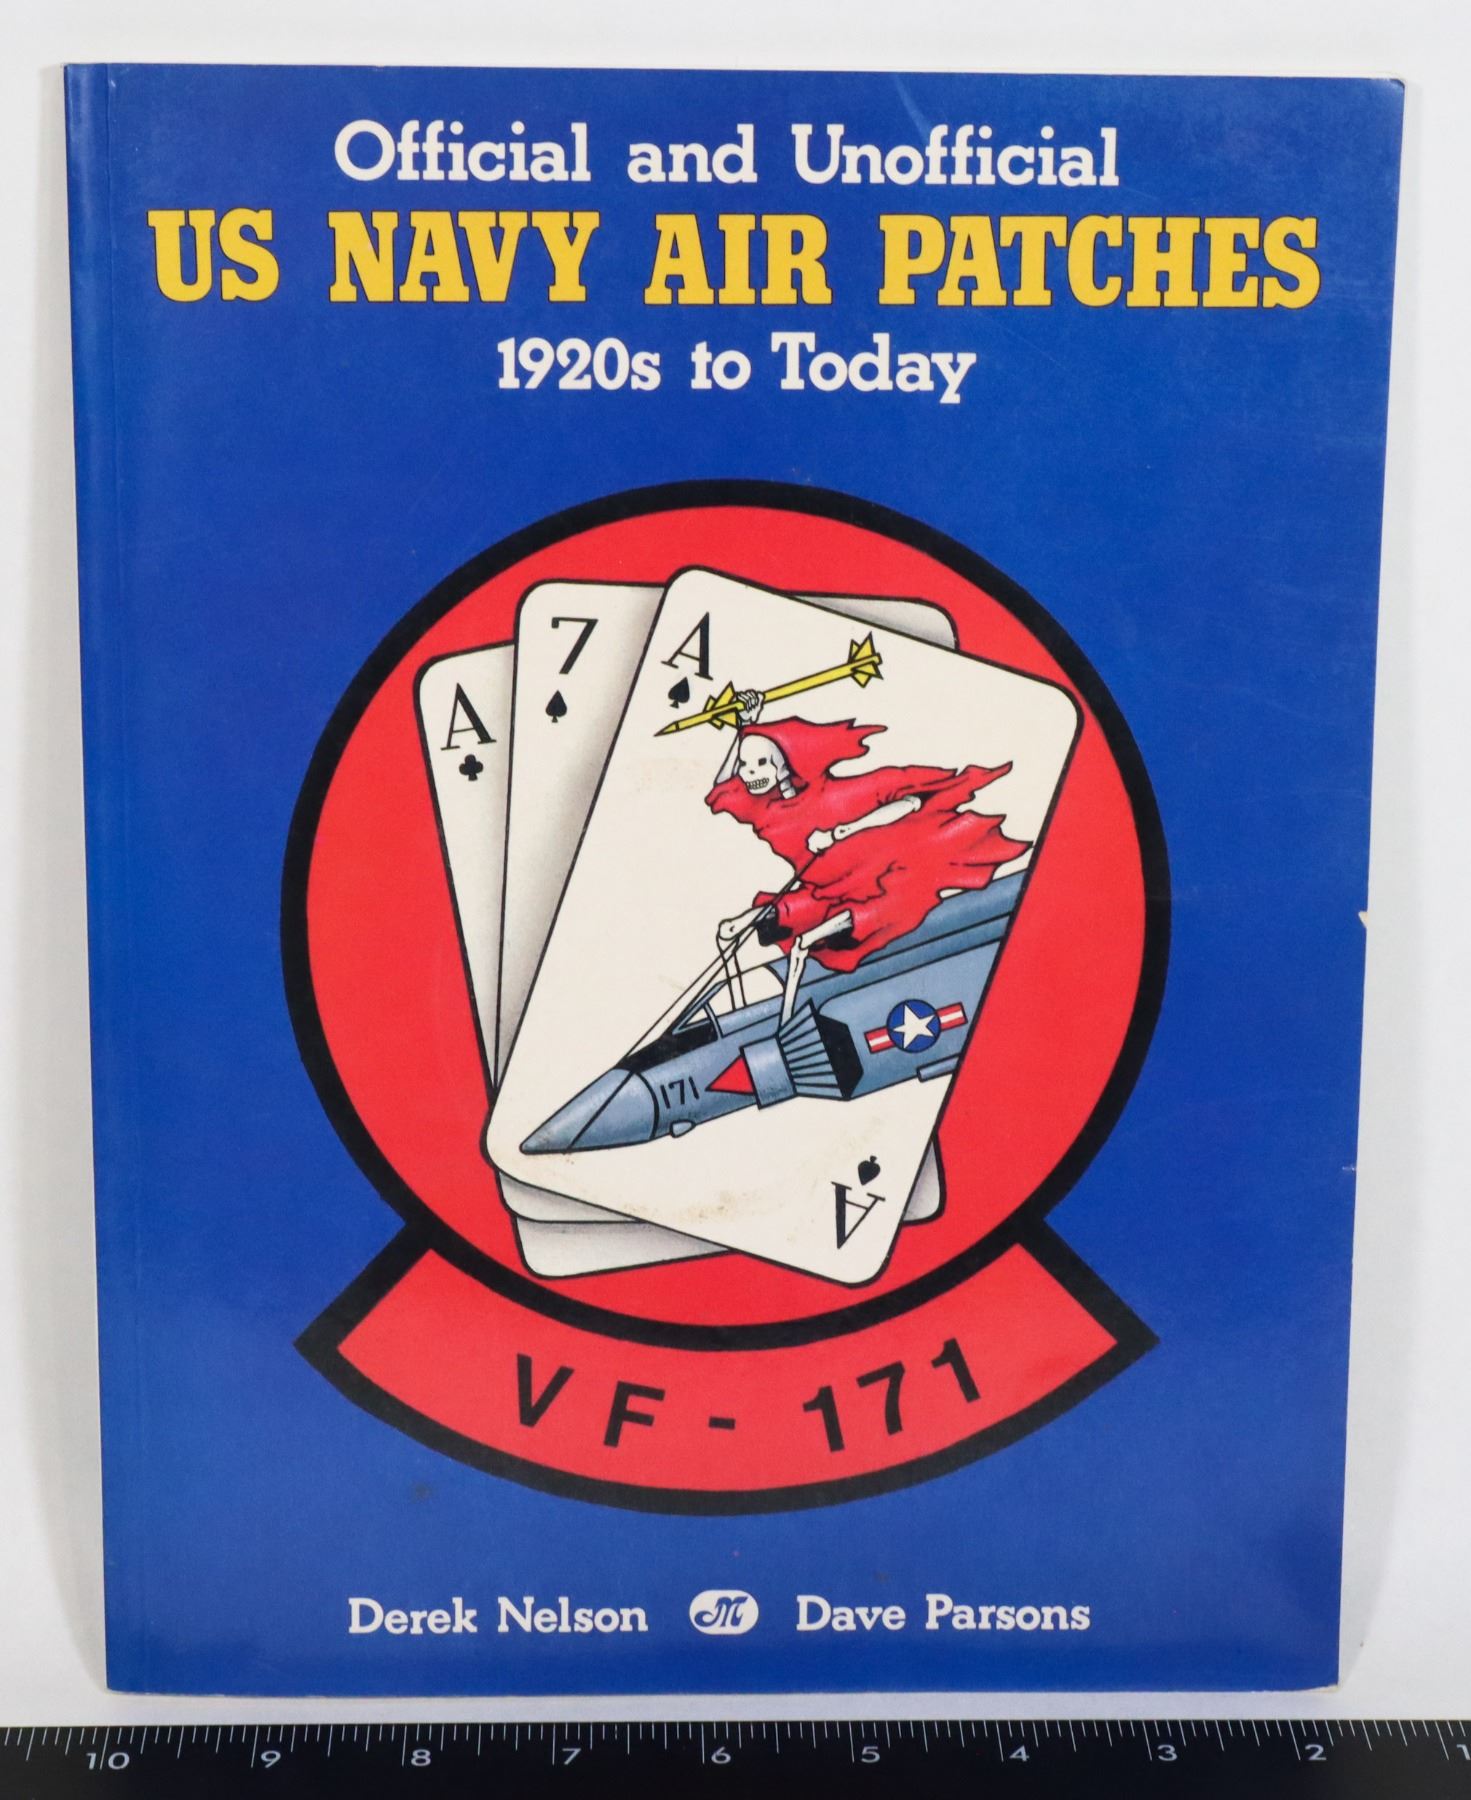 Official and Unofficial
US NAVY AIR PATCHES
1920s to Today
A
7
A
171
A
VF-171
Derek Nelson M Dave Parsons
10 9 8 7 6 5 4 3 2 1